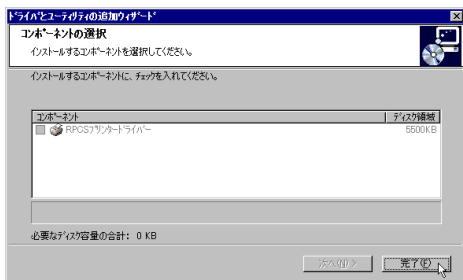 ドライバとユーティリティの追加ウィザード
コンポーネントの選択
インストールするコンポーネントを選択してください。
インストールするコンポーネントに、チェックを入れてください。
コンポーネント ディスク領域
RPCSプリンタードライバー 5500KB
必要なディスク容量の合計： 0 KB
次へ(N) > 完了(F)